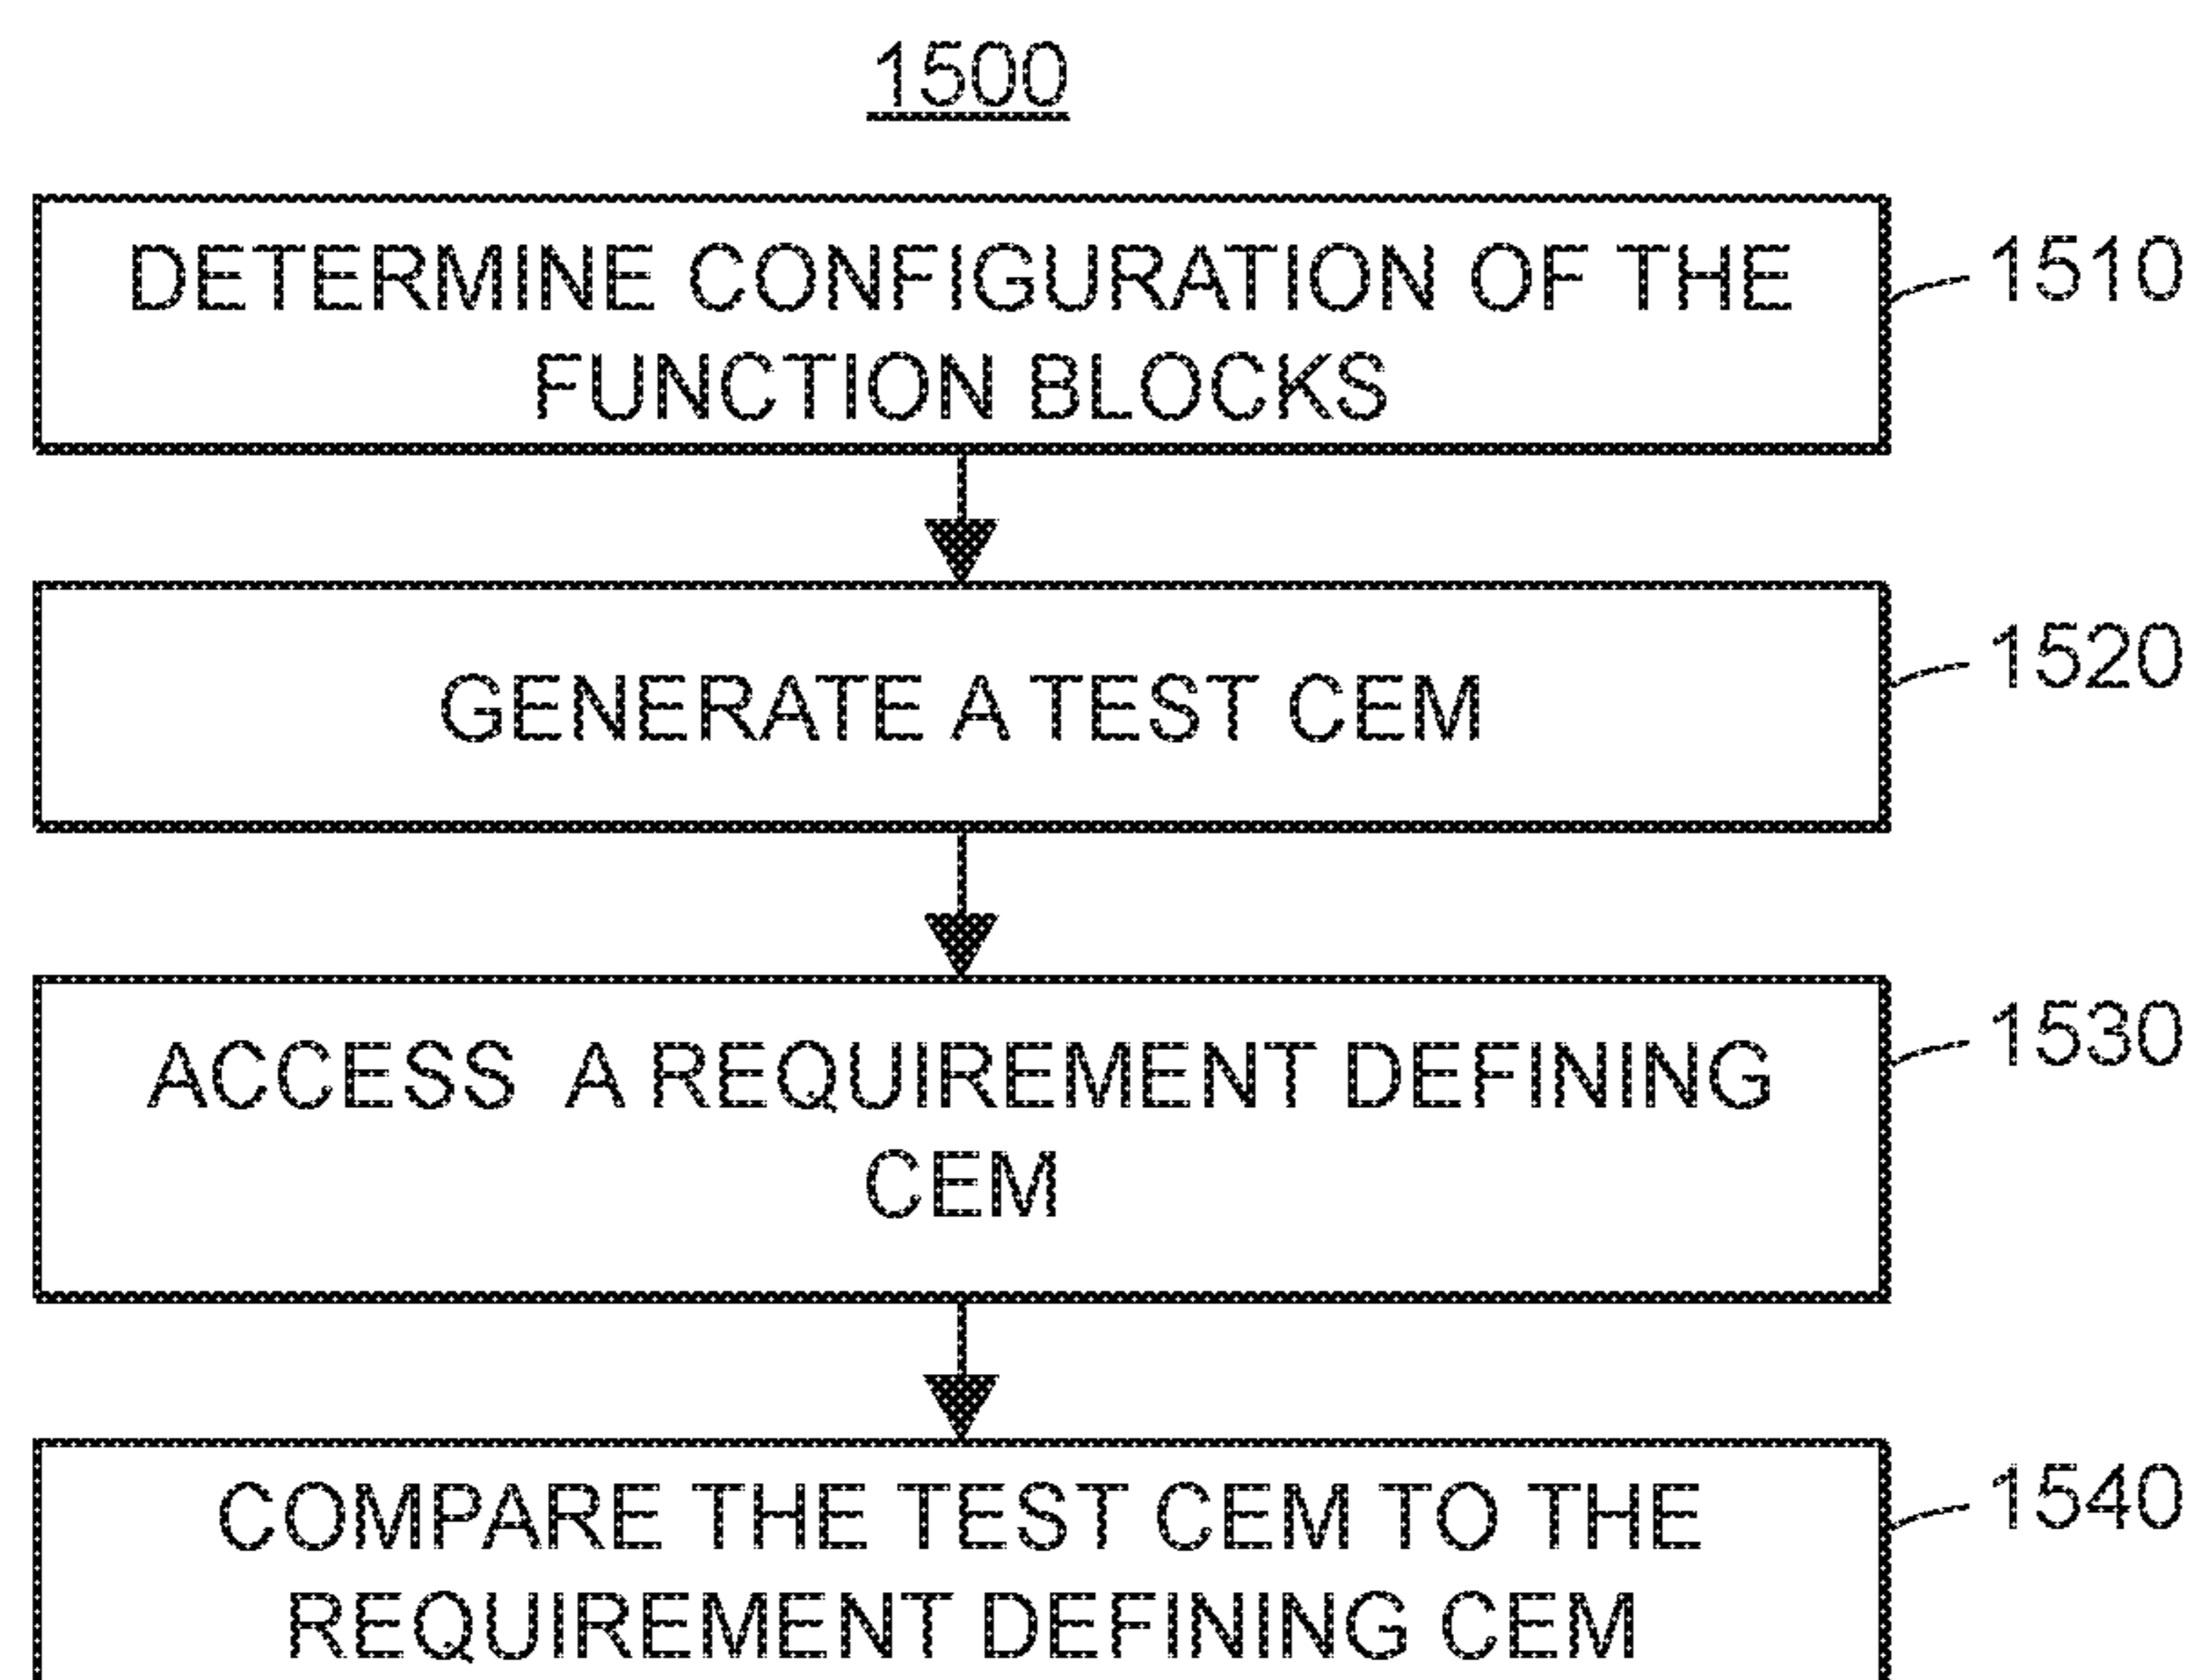 1500
DETERMINE CONFIGURATION OF THE
FUNCTION BLOCKS
1510
GENERATE A TEST CEM
1520
ACCESS A REQUIREMENT DEFINING
CEM
1530
COMPARE THE TEST CEM TO THE
REQUIREMENT DEFINING CEM
1540